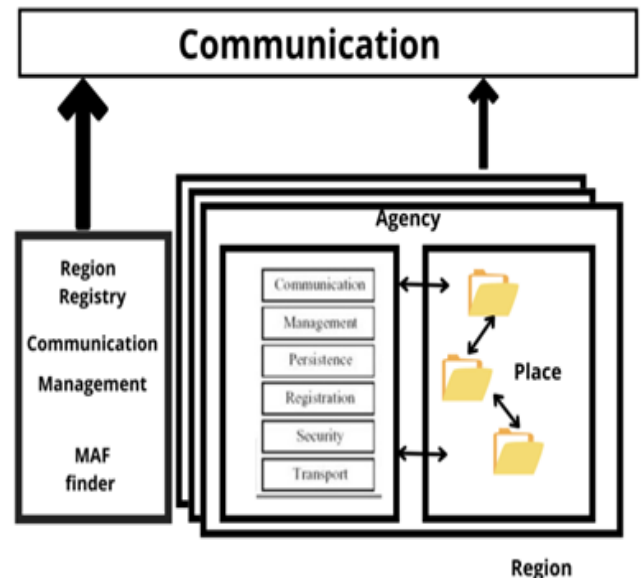 Communication
Agency
Region
Registry
Communication
Management
MAF
finder
Communication
Management
Persistence
Registration
Security
Transport
Place
Region